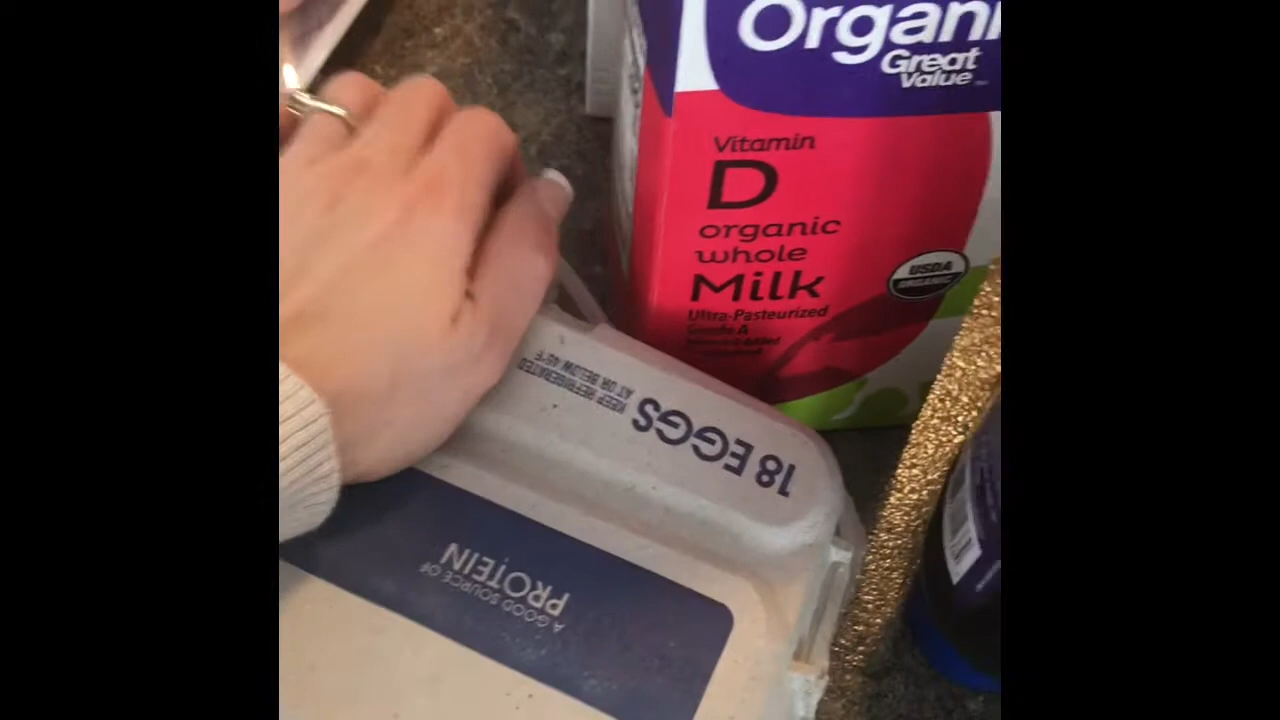 Organi
Great
Value
Vitamin
D
organic
whole
Milk
Ultra-Pasteurized
Grade A
USDA
ORGANIC
18 EGGS
KEEP REFRIGERATED
AT OR BELOW 45°F
A GOOD SOURCE OF
PROTEIN